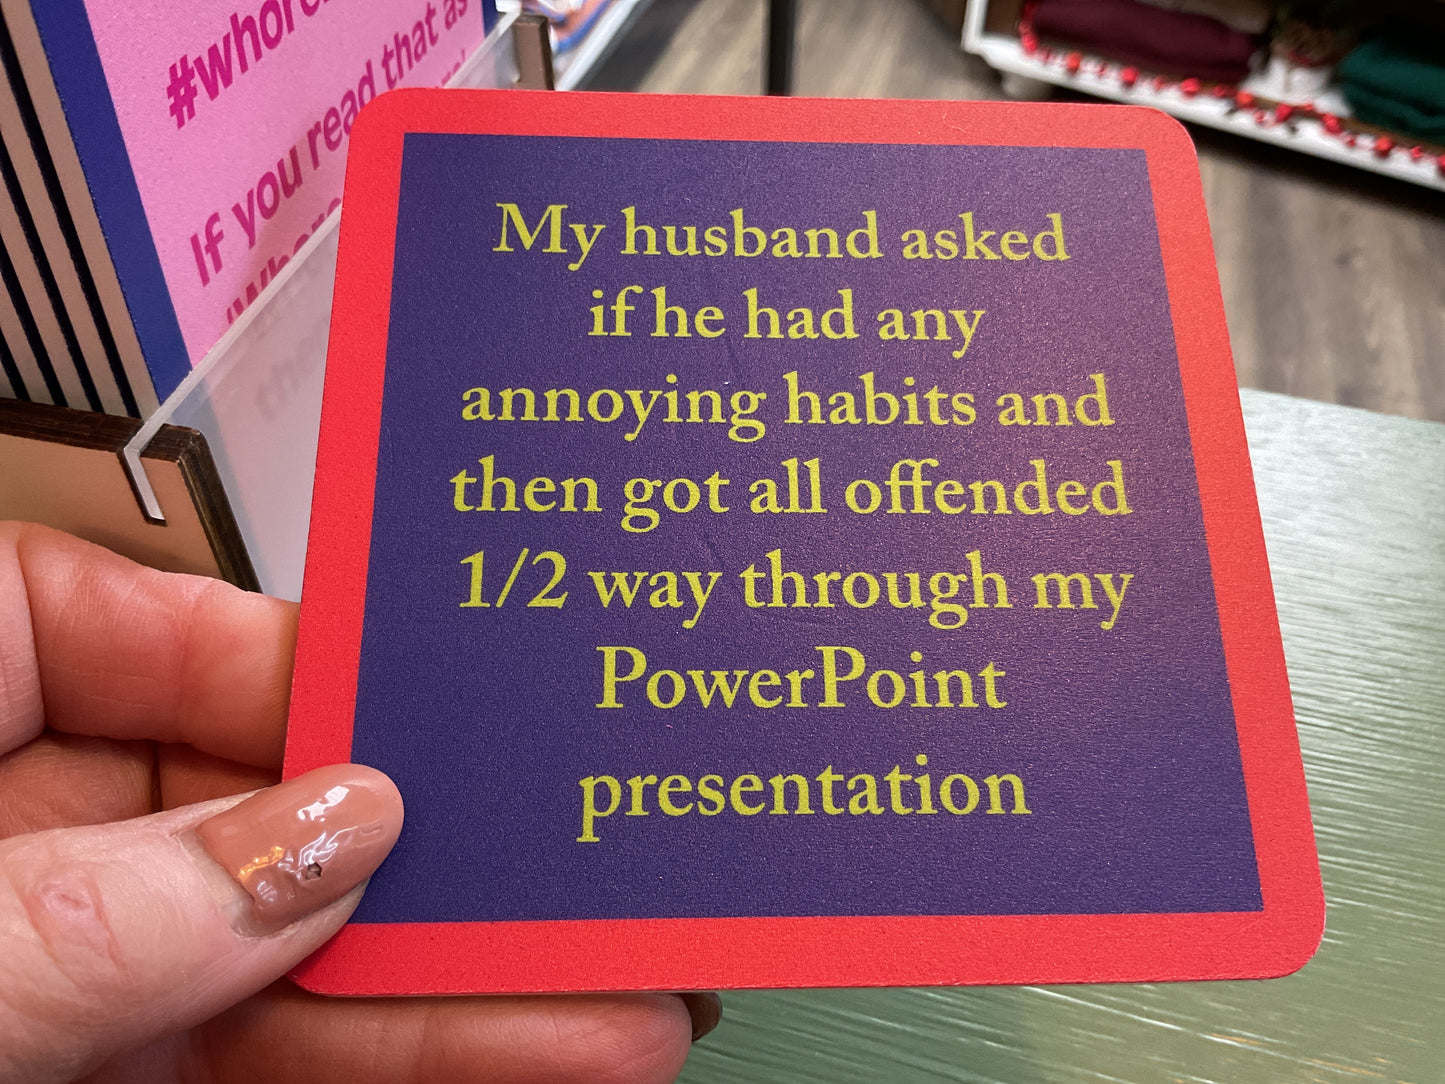 My husband asked
if he had any
annoying habits and
then got all offended
1/2 way through my
PowerPoint
presentation
If you read that as